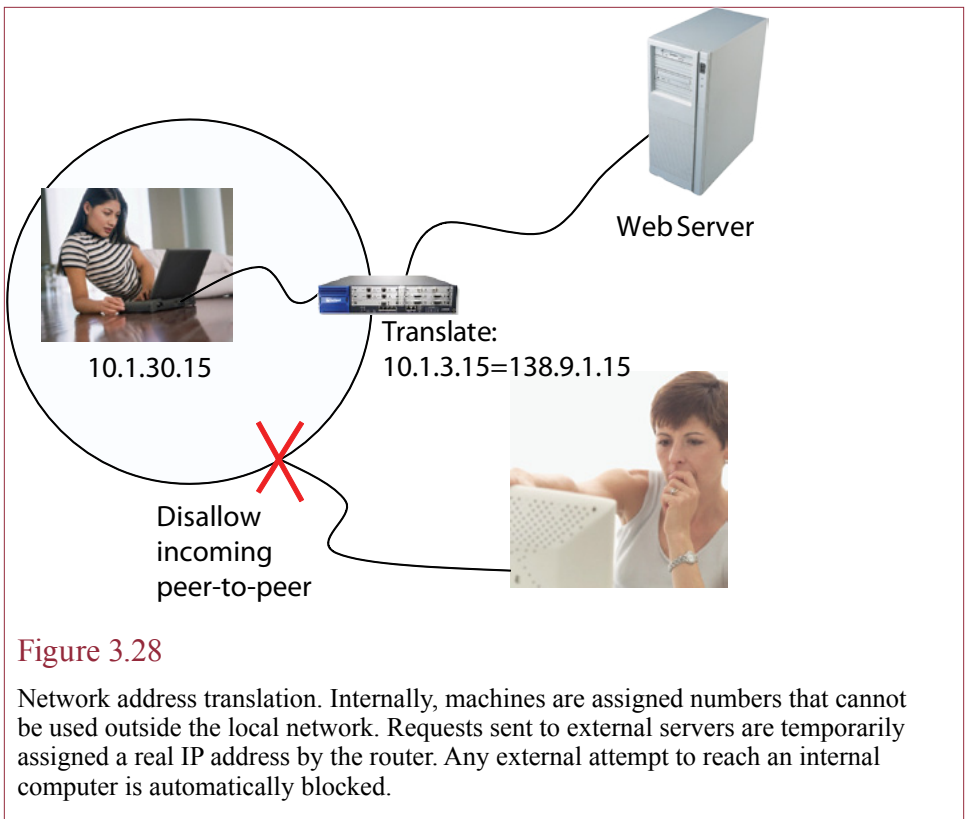 Web Server
Translate:
10.1.3.15=138.9.1.15
10.1.30.15
Disallow
incoming
peer-to-peer
Figure 3.28
Network address translation. Internally, machines are assigned numbers that cannot
be used outside the local network. Requests sent to external servers are temporarily
assigned a real IP address by the router. Any external attempt to reach an internal
computer is automatically blocked.